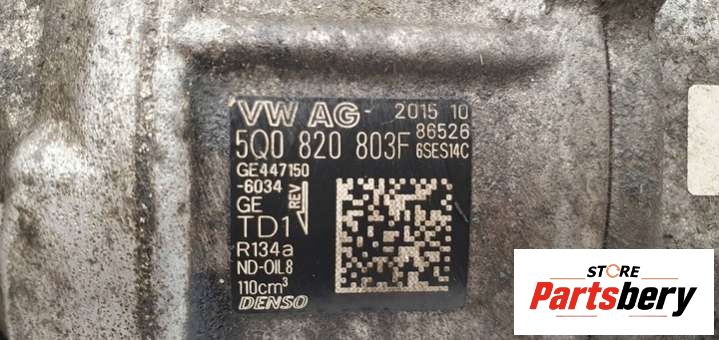 VW AG - 2015 10
5Q0 820 803F 86526
6SES14C
GE447150
-6034 REV
GE
TD1
R134a
ND-OIL8
110cm³
DENSO
STORE
Partsbery